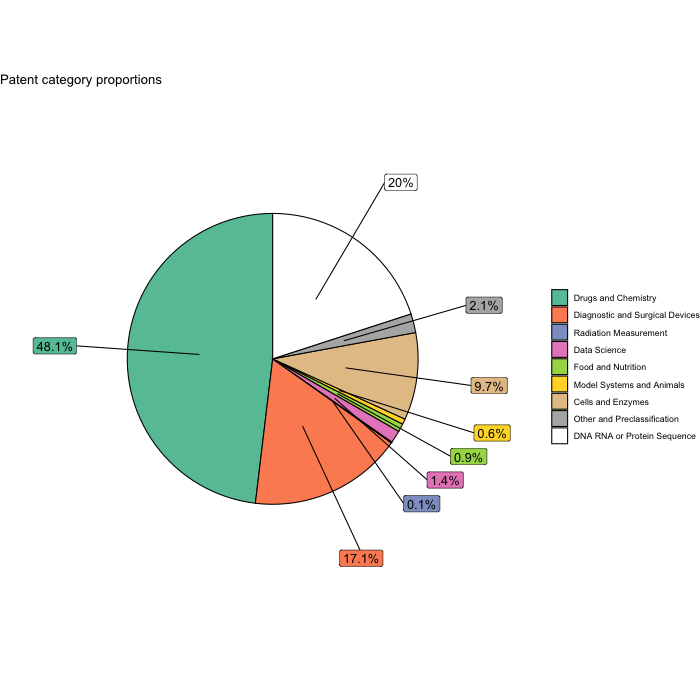 Patent category proportions
20%
2.1%
48.1%
9.7%
0.6%
0.9%
1.4%
0.1%
17.1%
Drugs and Chemistry
Diagnostic and Surgical Devices
Radiation Measurement
Data Science
Food and Nutrition
Model Systems and Animals
Cells and Enzymes
Other and Preclassification
DNA RNA or Protein Sequence